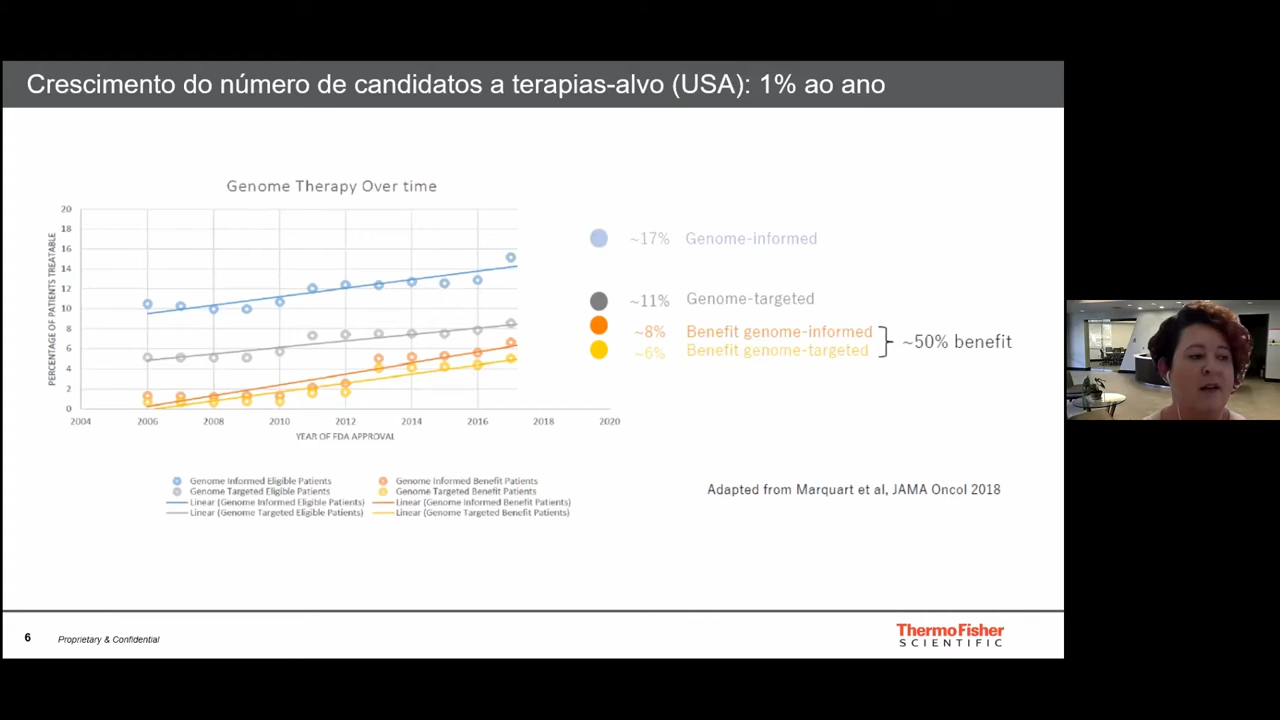 Crescimento do número de candidatos a terapias-alvo (USA): 1% ao ano
Genome Therapy Over time
PERCENTAGE OF PATIENTS TREATABLE
20
18
16
14
12
10
8
6
4
2
0
2004 2006 2008 2010 2012 2014 2016 2018 2020
YEAR OF FDA APPROVAL
Genome Informed Eligible Patients
Genome Informed Benefit Patients
Genome Targeted Eligible Patients
Genome Targeted Benefit Patients
Linear (Genome Informed Eligible Patients)
Linear (Genome Informed Benefit Patients)
Linear (Genome Targeted Eligible Patients)
Linear (Genome Targeted Benefit Patients)
~17% Genome-informed
~11% Genome-targeted
~8% Benefit genome-informed
~6% Benefit genome-targeted
~50% benefit
Adapted from Marquart et al, JAMA Oncol 2018
6 Proprietary & Confidential
ThermoFisher
SCIENTIFIC